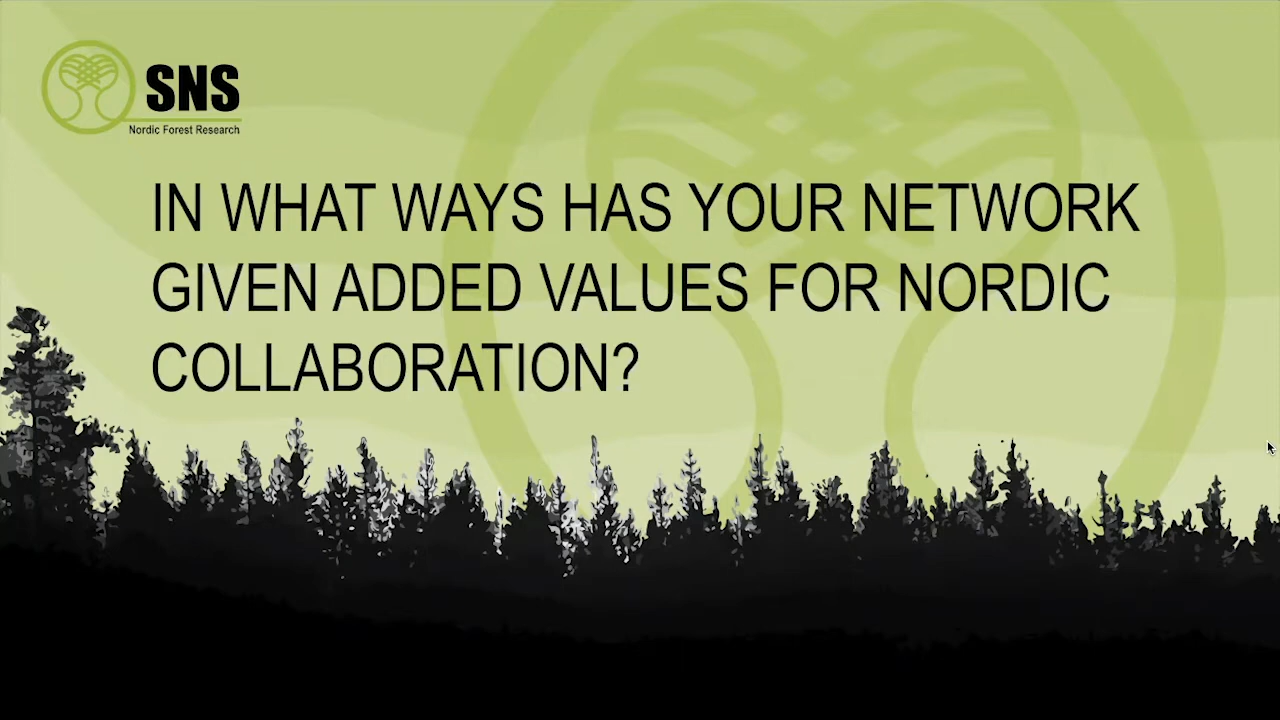 SNS
Nordic Forest Research
IN WHAT WAYS HAS YOUR NETWORK
GIVEN ADDED VALUES FOR NORDIC
COLLABORATION?